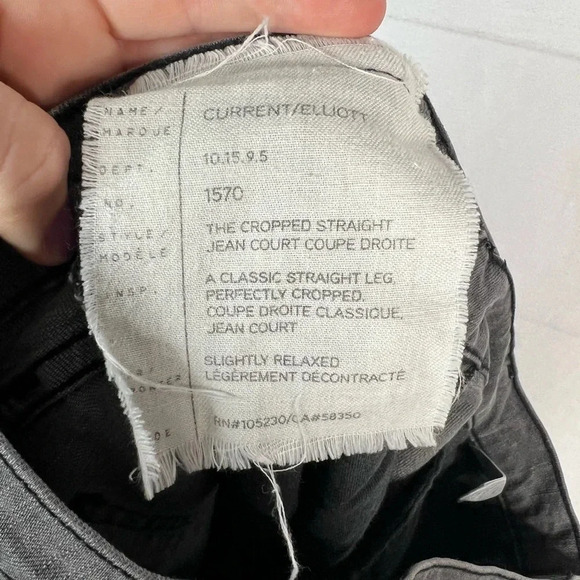 NAME/ CURRENT/ELLIOTT
MARQUE
DEPT. 10.15.9.5
NO. 1570
STYLE/ THE CROPPED STRAIGHT
MODÈLE JEAN COURT COUPE DROITE
INSP. A CLASSIC STRAIGHT LEG,
PERFECTLY CROPPED.
COUPE DROITE CLASSIQUE,
JEAN COURT
SLIGHTLY RELAXED
LÉGÈREMENT DÉCONTRACTÉ
RN#105230/CA#58350